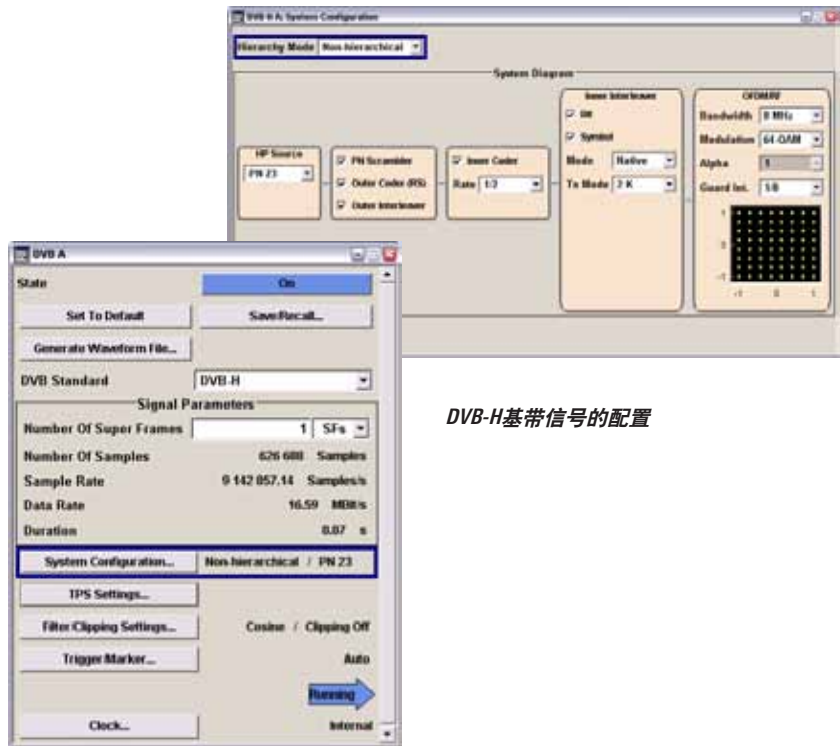 DVB-H A: System Configuration
Hierarchy Mode Non-hierarchical
System Diagram
HP Source
PN 23
PN Scrambler
Outer Coder (RS)
Outer Interleaver
Inner Coder
Rate 1/2
Inner Interleaver
Bit
Symbol
Mode Native
Tx Mode 2 K
OFDM/RF
Bandwidth 8 MHz
Modulation 64-QAM
Alpha 1
Guard Int. 1/8
1
0
-1
-1 0 1
DVB A
State On
Set To Default Save/Recall...
Generate Waveform File...
DVB Standard DVB-H
Signal Parameters
Number Of Super Frames 1 SFs
Number Of Samples 626 688 Samples
Sample Rate 9 142 857.14 Samples/s
Data Rate 16.59 MBit/s
Duration 0.07 s
System Configuration... Non-hierarchical / PN 23
TPS Settings...
Filter/Clipping Settings... Cosine / Clipping Off
Trigger/Marker... Auto
Running
Clock... Internal
DVB-H基带信号的配置